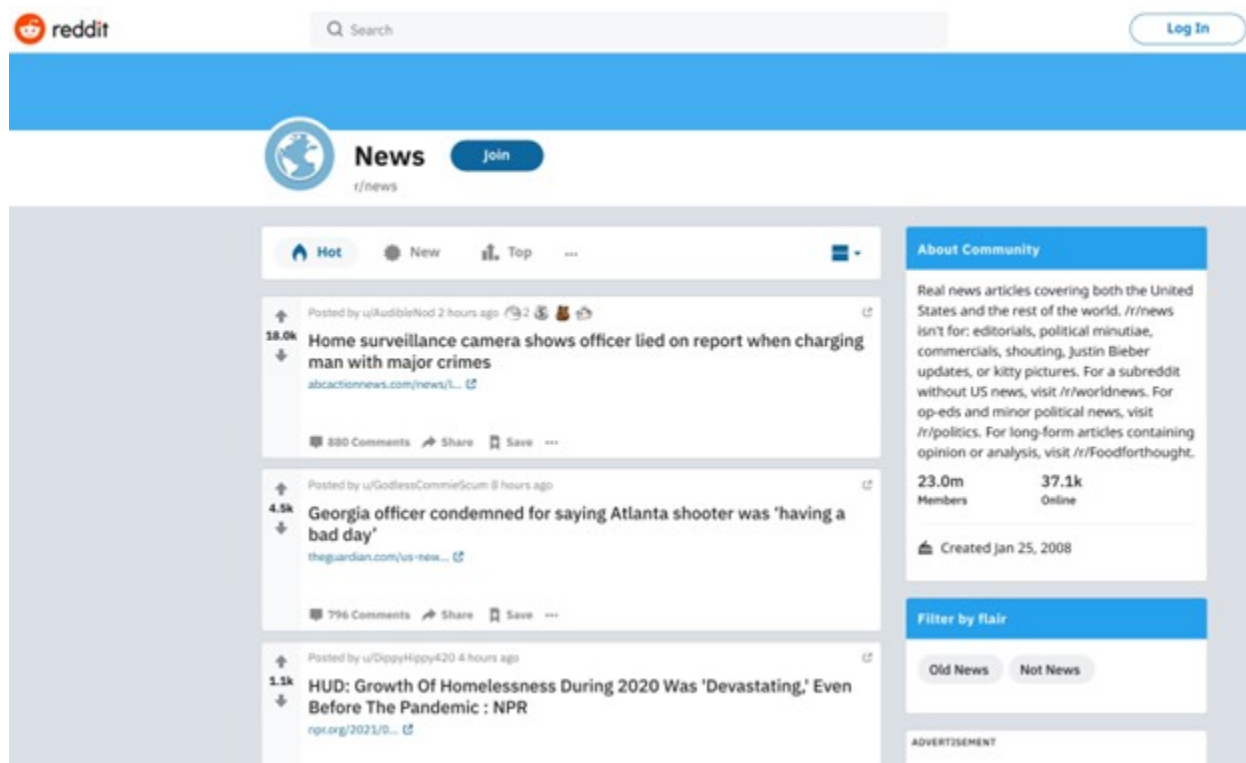 reddit
Search
Log In
News
Join
r/news
Hot
New
Top
...
Posted by u/AudibleNod 2 hours ago 2
18.0k
Home surveillance camera shows officer lied on report when charging
man with major crimes
abcactionnews.com/news/l...
880 Comments Share Save ...
Posted by u/GodlessCommieScum 8 hours ago
4.5k
Georgia officer condemned for saying Atlanta shooter was 'having a
bad day'
theguardian.com/us-new...
796 Comments Share Save ...
Posted by u/DippyHippy420 4 hours ago
1.1k
HUD: Growth Of Homelessness During 2020 Was 'Devastating,' Even
Before The Pandemic : NPR
npr.org/2021/0...
About Community
Real news articles covering both the United
States and the rest of the world. /r/news
isn't for: editorials, political minutiae,
commercials, shouting, Justin Bieber
updates, or kitty pictures. For a subreddit
without US news, visit /r/worldnews. For
op-eds and minor political news, visit
/r/politics. For long-form articles containing
opinion or analysis, visit /r/Foodforthought.
23.0m 37.1k
Members Online
Created Jan 25, 2008
Filter by flair
Old News Not News
ADVERTISEMENT